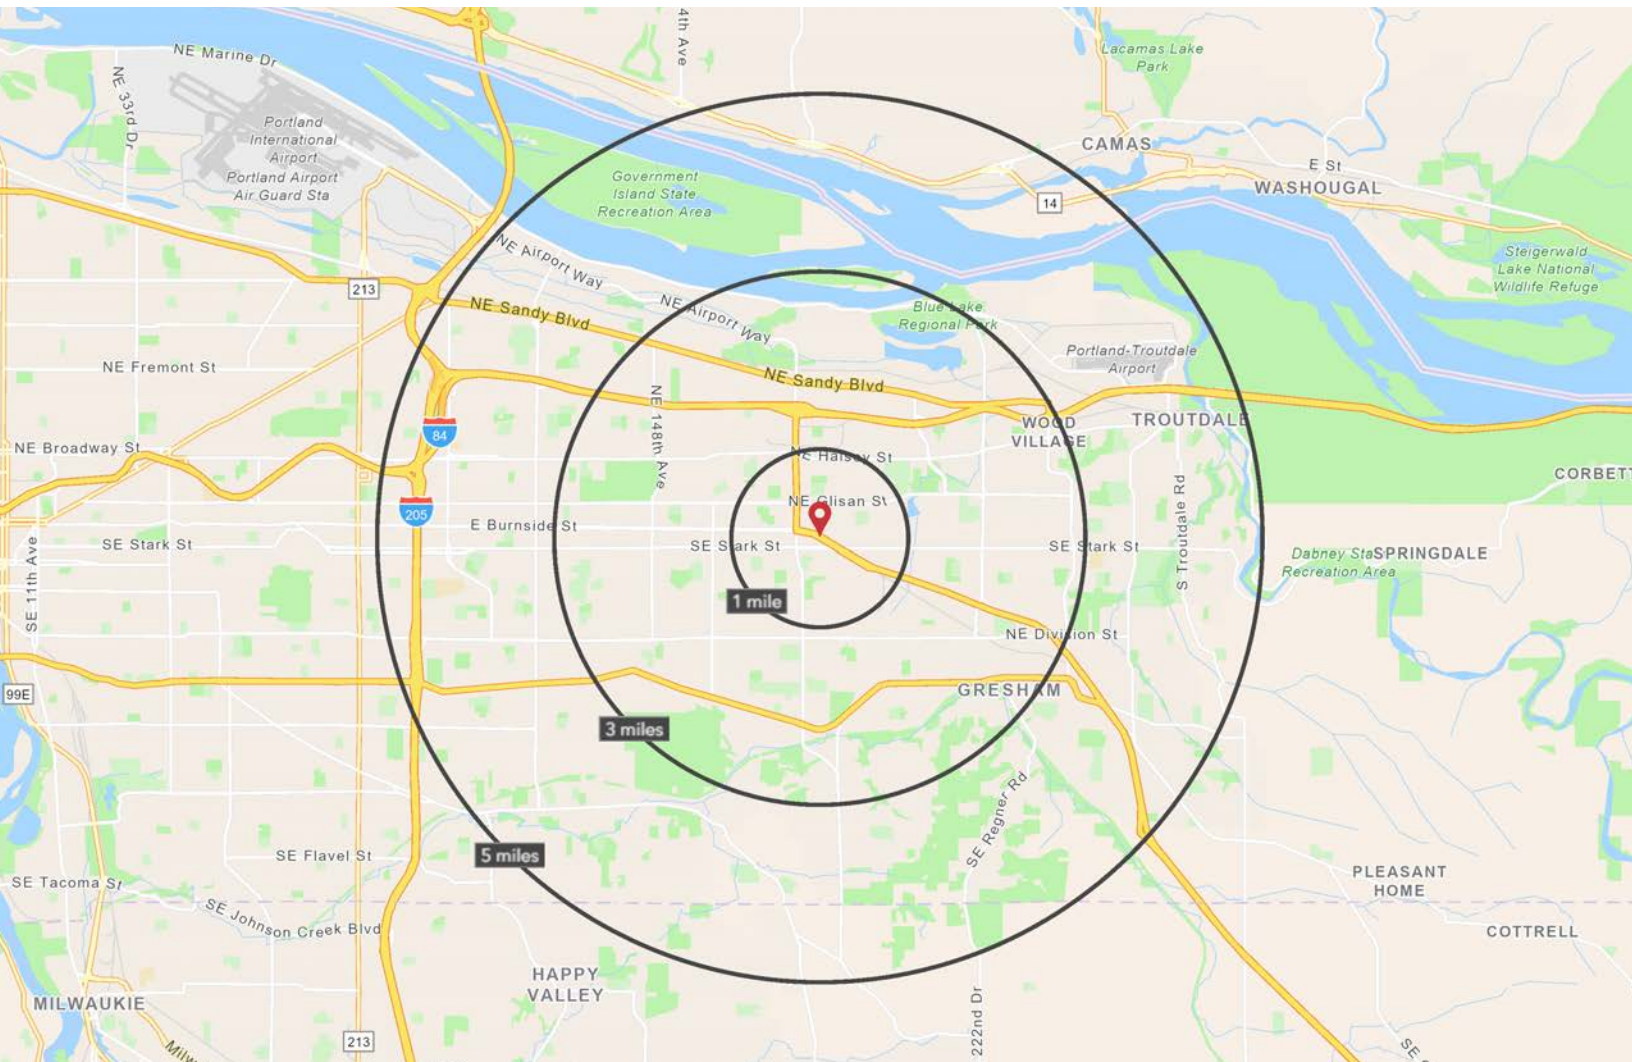 4th Ave
NE Marine Dr
NE 33rd Dr
Lacamas Lake
Park
Portland
International
Airport
Portland Airport
Air Guard Sta
CAMAS
E St
WASHOUGAL
14
Government
Island State
Recreation Area
NE Airport Way
Steigerwald
Lake National
Wildlife Refuge
213
NE Sandy Blvd
NE Airport Way
Blue Lake
Regional Park
Portland-Troutdale
Airport
NE Fremont St
NE Sandy Blvd
NE 148th Ave
WOOD
VILLAGE
TROUTDALE
84
NE Broadway St
NE Halsey St
CORBETT
NE Glisan St
205
E Burnside St
S Troutdale Rd
SE 11th Ave
SE Stark St
SE Stark St
SE Stark St
Dabney Sta
Recreation Area
SPRINGDALE
1 mile
NE Division St
99E
GRESHAM
3 miles
SE Regner Rd
5 miles
SE Flavel St
SE Tacoma St
PLEASANT
HOME
SE Johnson Creek Blvd
COTTRELL
HAPPY
VALLEY
MILWAUKIE
222nd Dr
213
Milw
SE